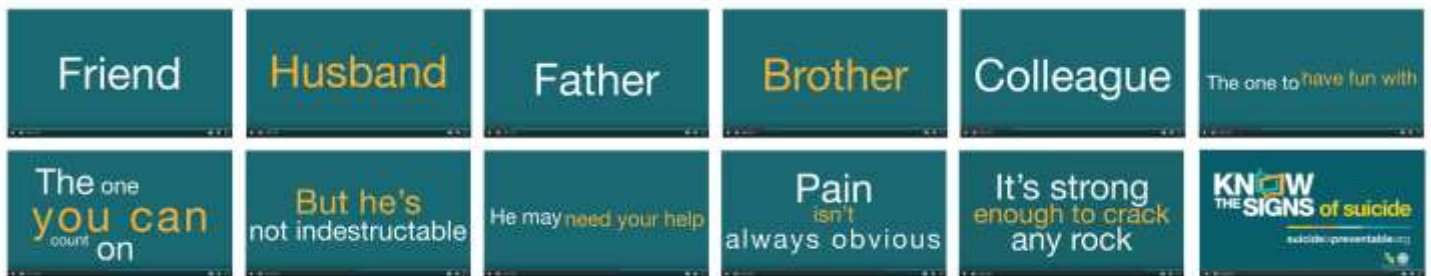 Friend
Husband
Father
Brother
Colleague
The one to have fun with
The one
you can
count on
But he's
not indestructable
He may need your help
Pain
isn't
always obvious
It's strong
enough to crack
any rock
KNOW
THE SIGNS of suicide
suicideispreventable.org